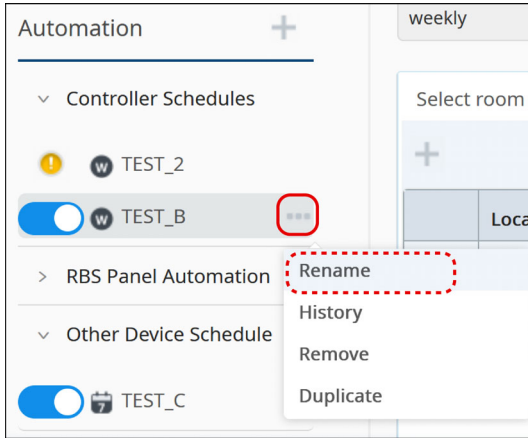 Automation
weekly
Controller Schedules
Select room
! W TEST_2
W TEST_B
Loca
RBS Panel Automation
Rename
History
Other Device Schedule
Remove
Duplicate
7 TEST_C